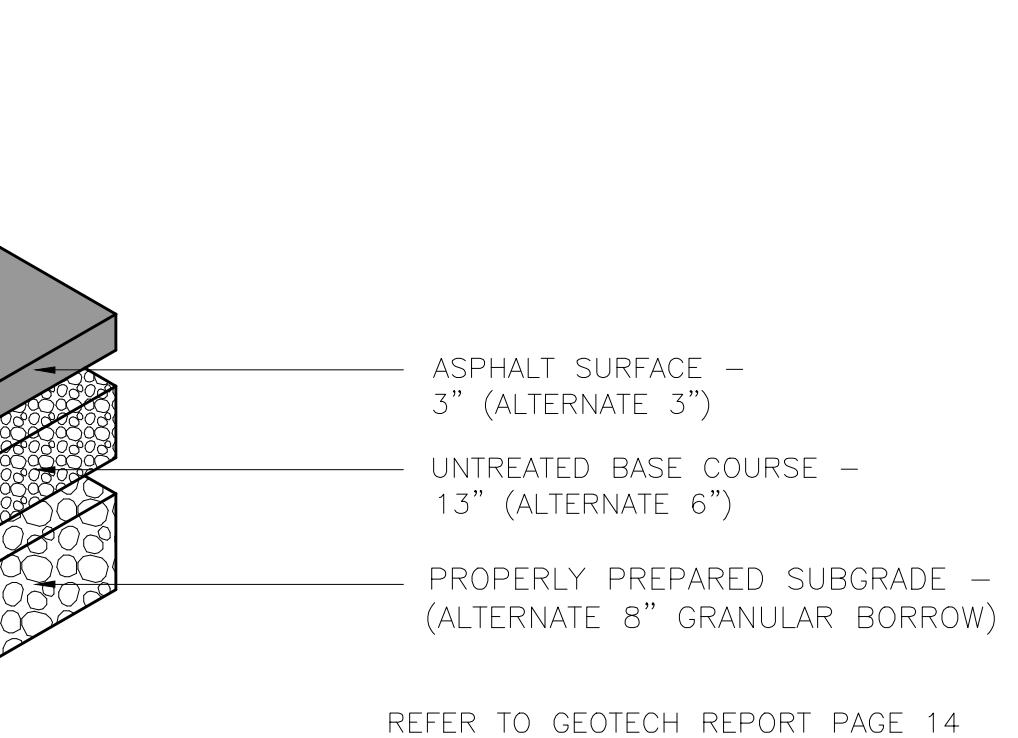 ASPHALT SURFACE –
3” (ALTERNATE 3”)
UNTREATED BASE COURSE –
13” (ALTERNATE 6”)
PROPERLY PREPARED SUBGRADE –
(ALTERNATE 8” GRANULAR BORROW)
REFER TO GEOTECH REPORT PAGE 14